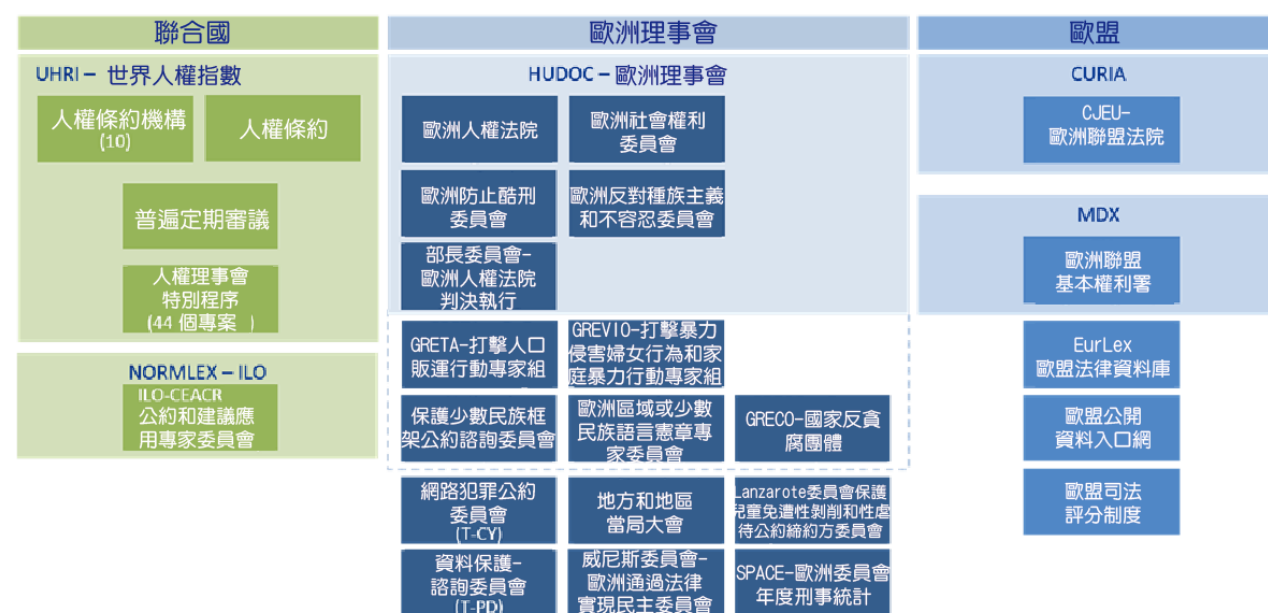 聯合國
UHRI – 世界人權指數
人權條約機構
(10)
人權條約
普遍定期審議
人權理事會
特別程序
(44 個專案 )
NORMLEX – ILO
ILO-CEACR
公約和建議應
用專家委員會
歐洲理事會
HUDOC – 歐洲理事會
歐洲人權法院
歐洲社會權利
委員會
歐洲防止酷刑
委員會
歐洲反對種族主義
和不容忍委員會
部長委員會-
歐洲人權法院
判決執行
GRETA-打擊人口
販運行動專家組
GREVIO-打擊暴力
侵害婦女行為和家
庭暴力行動專家組
保護少數民族框
架公約諮詢委員會
歐洲區域或少數
民族語言憲章專
家委員會
GRECO-國家反貪
腐團體
網路犯罪公約
委員會
(T-CY)
地方和地區
當局大會
Lanzarote委員會保護
兒童免遭性剝削和性虐
待公約締約方委員會
資料保護-
諮詢委員會
(T-PD)
威尼斯委員會-
歐洲通過法律
實現民主委員會
SPACE-歐洲委員會
年度刑事統計
歐盟
CURIA
CJEU-
歐洲聯盟法院
MDX
歐洲聯盟
基本權利署
EurLex
歐盟法律資料庫
歐盟公開
資料入口網
歐盟司法
評分制度